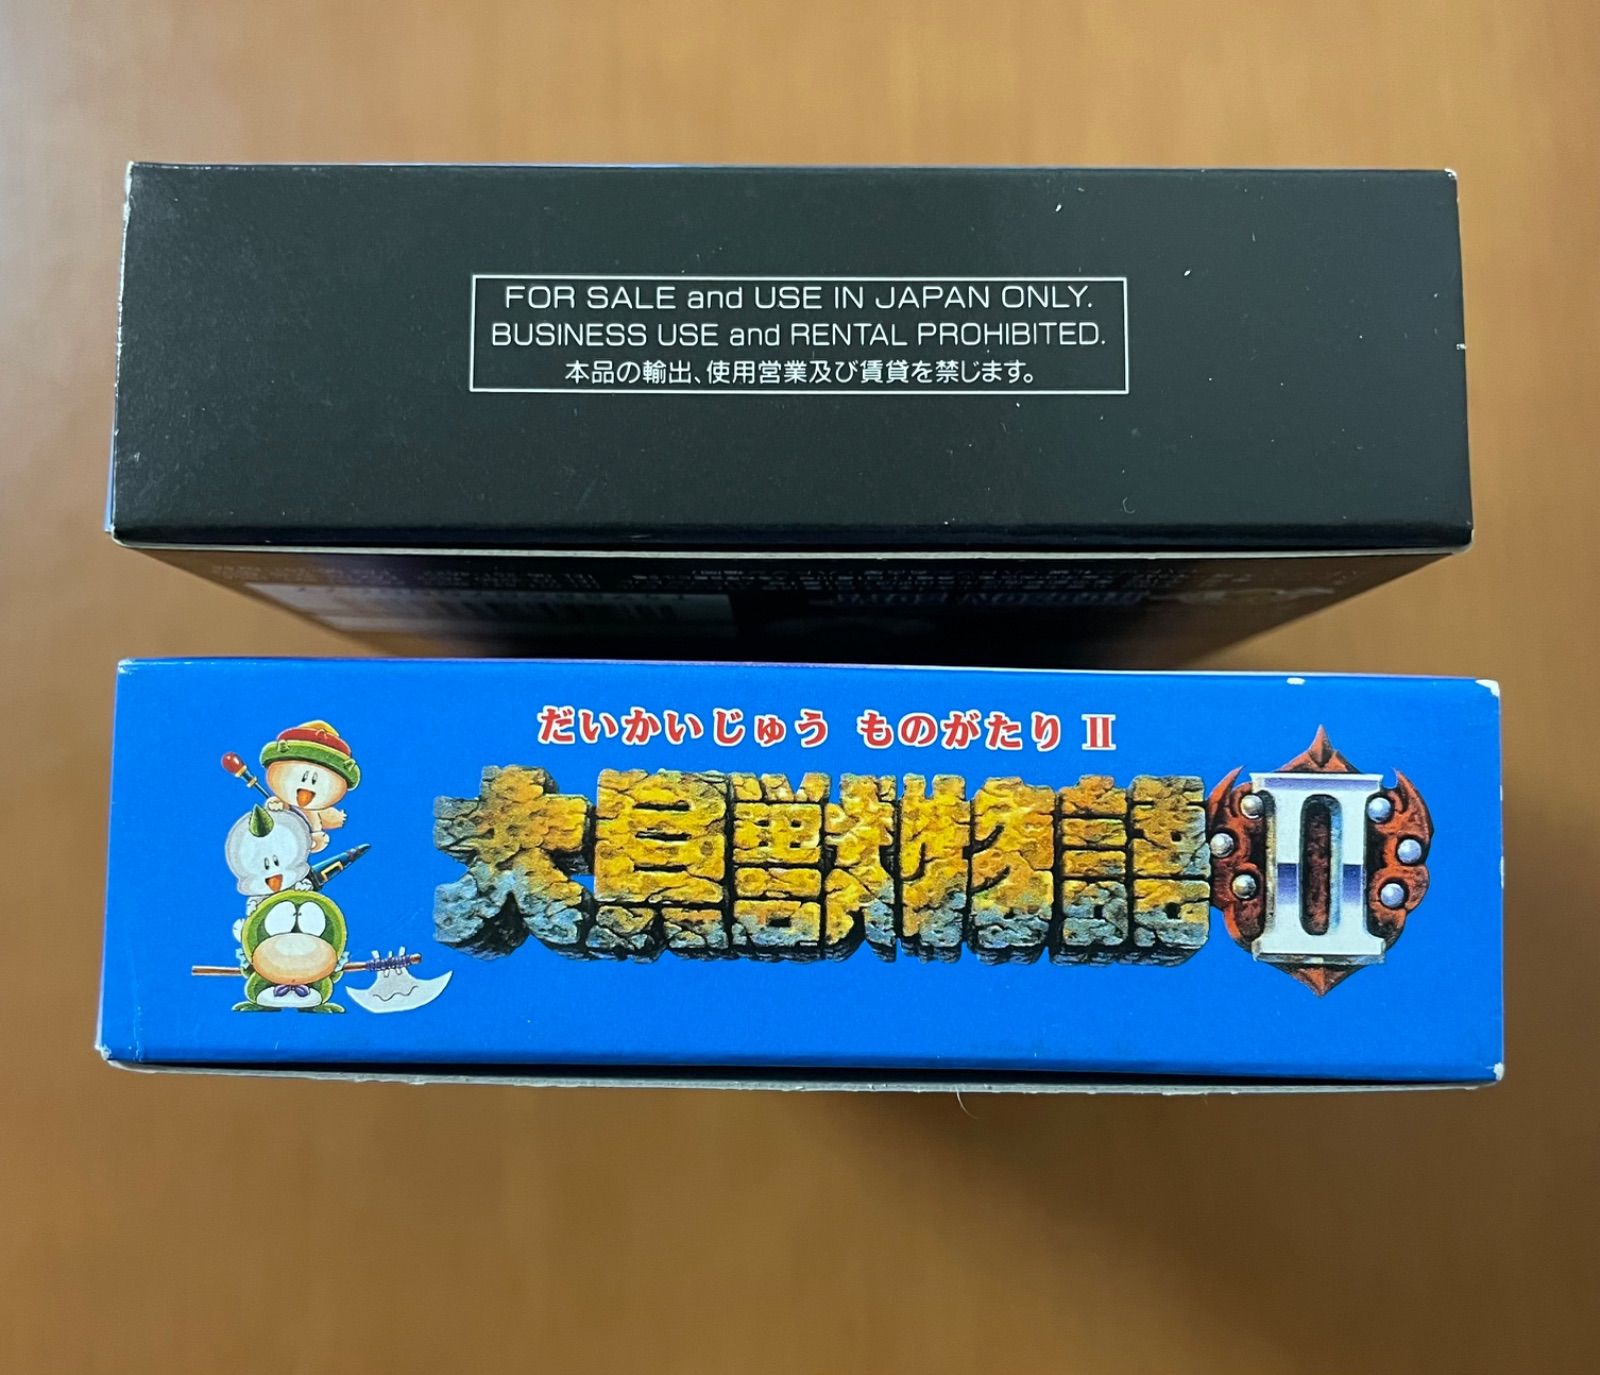 FOR SALE and USE IN JAPAN ONLY.
BUSINESS USE and RENTAL PROHIBITED.
本品の輸出、使用営業及び賃貸を禁じます。
だいかいじゅう ものがたり II
大貝獣物語 II